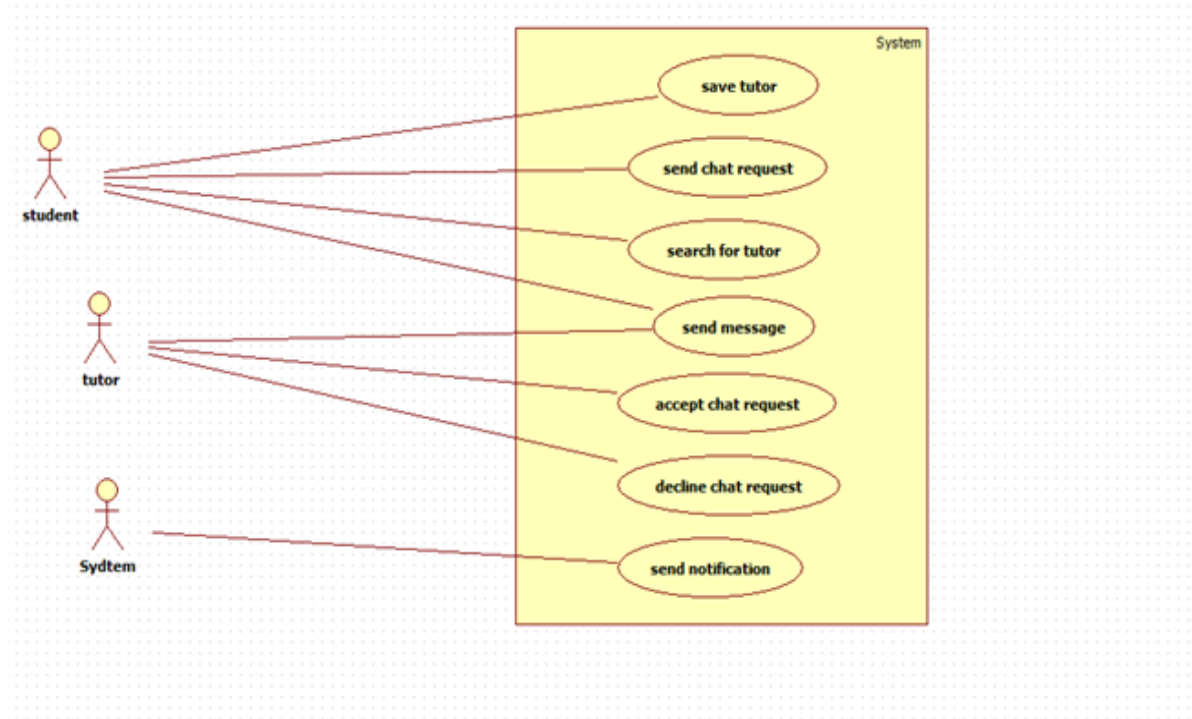 System
save tutor
send chat request
student
search for tutor
send message
tutor
accept chat request
decline chat request
Sydtem
send notification